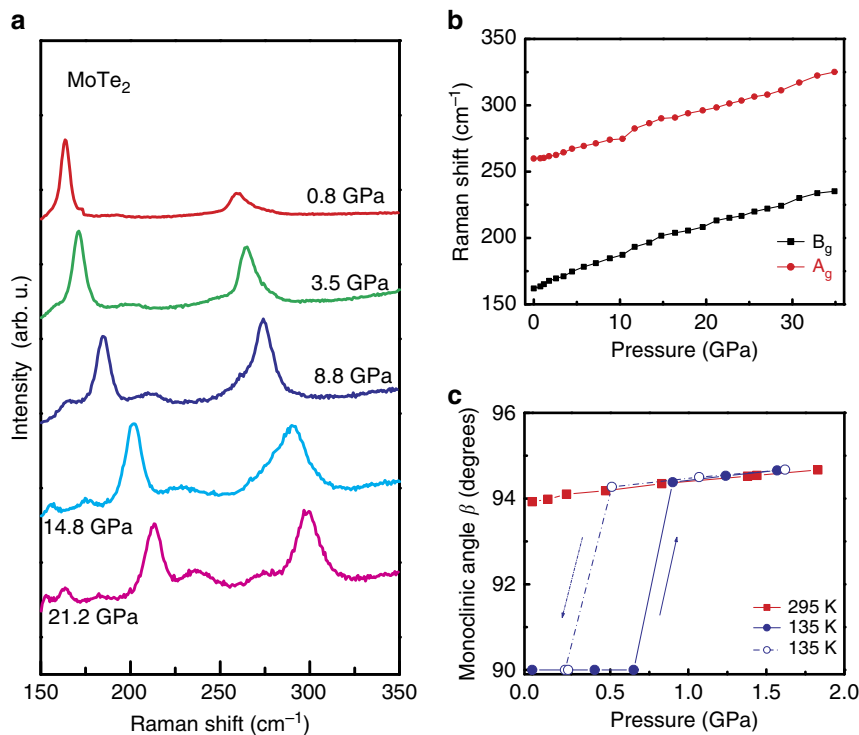 a
MoTe₂
0.8 GPa
3.5 GPa
8.8 GPa
14.8 GPa
21.2 GPa
Intensity (arb. u.)
150 200 250 300 350
Raman shift (cm⁻¹)
b
350
300
250
200
150
Raman shift (cm⁻¹)
B_g
A_g
0 10 20 30
Pressure (GPa)
c
96
94
92
90
Monoclinic angle β (degrees)
295 K
135 K
135 K
0.0 0.5 1.0 1.5 2.0
Pressure (GPa)